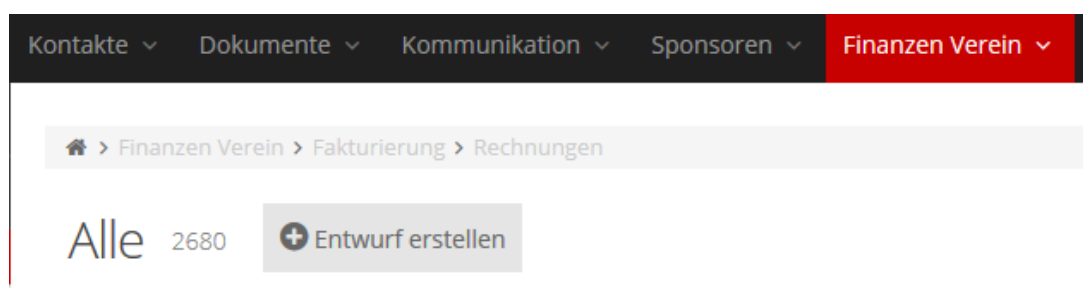 Kontakte Dokumente Kommunikation Sponsoren Finanzen Verein
> Finanzen Verein > Fakturierung > Rechnungen
Alle 2680 Entwurf erstellen